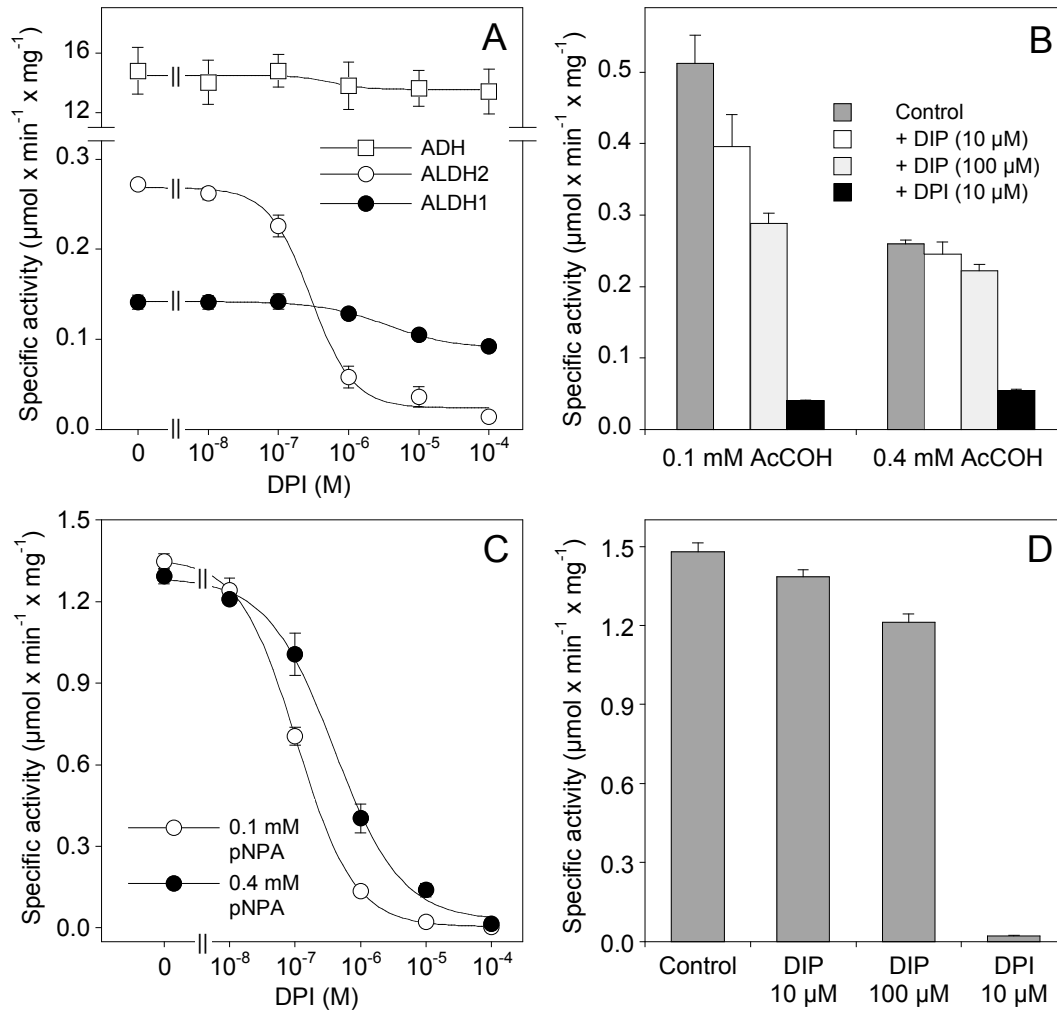 A
Specific activity (µmol x min-1 x mg-1)
16
12
0.3
0.2
0.1
0.0
ADH
ALDH2
ALDH1
0 10-8 10-7 10-6 10-5 10-4
DPI (M)
B
Specific activity (µmol x min-1 x mg-1)
0.5
0.4
0.3
0.2
0.1
0.0
Control
+ DIP (10 µM)
+ DIP (100 µM)
+ DPI (10 µM)
0.1 mM AcCOH 0.4 mM AcCOH
C
Specific activity (µmol x min-1 x mg-1)
1.5
1.2
0.9
0.6
0.3
0.0
0.1 mM
pNPA
0.4 mM
pNPA
0 10-8 10-7 10-6 10-5 10-4
DPI (M)
D
Specific activity (µmol x min-1 x mg-1)
1.5
1.2
0.9
0.6
0.3
0.0
Control DIP DIP DPI
10 µM 100 µM 10 µM